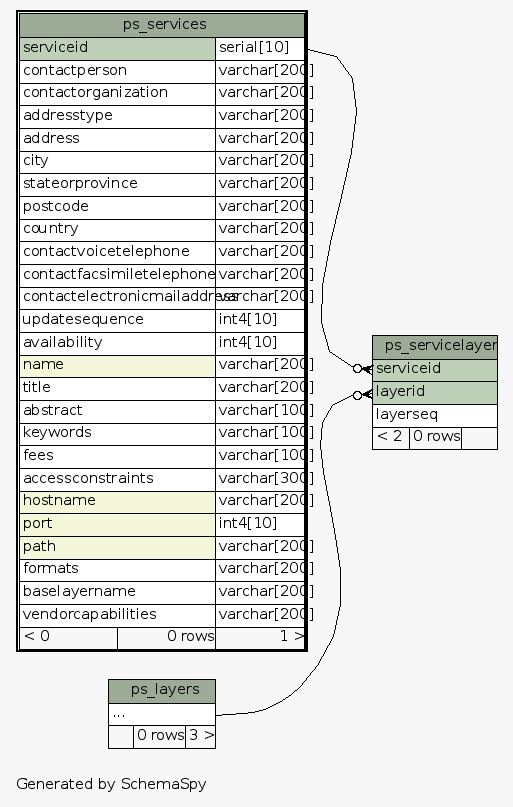 ps_services
serviceid serial[10]
contactperson varchar[200]
contactorganization varchar[200]
addresstype varchar[200]
address varchar[200]
city varchar[200]
stateorprovince varchar[200]
postcode varchar[200]
country varchar[200]
contactvoicetelephone varchar[200]
contactfacsimiletelephone varchar[200]
contactelectronicmailaddress varchar[200]
updatesequence int4[10]
availability int4[10]
name varchar[200]
title varchar[200]
abstract varchar[100]
keywords varchar[100]
fees varchar[100]
accessconstraints varchar[300]
hostname varchar[200]
port int4[10]
path varchar[200]
formats varchar[200]
baselayername varchar[200]
vendorcapabilities varchar[200]
< 0 0 rows 1 >
ps_servicelayer
serviceid
layerid
layerseq
< 2 0 rows
ps_layers
...
0 rows 3 >
Generated by SchemaSpy